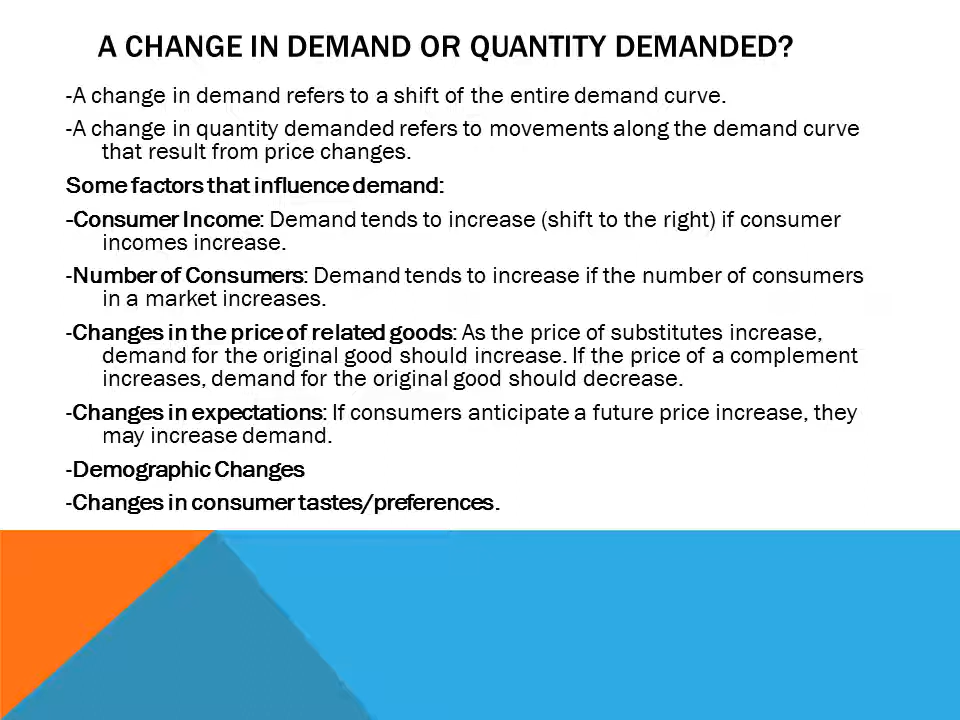 A CHANGE IN DEMAND OR QUANTITY DEMANDED?
-A change in demand refers to a shift of the entire demand curve.
-A change in quantity demanded refers to movements along the demand curve
that result from price changes.
Some factors that influence demand:
-Consumer Income: Demand tends to increase (shift to the right) if consumer
incomes increase.
-Number of Consumers: Demand tends to increase if the number of consumers
in a market increases.
-Changes in the price of related goods: As the price of substitutes increase,
demand for the original good should increase. If the price of a complement
increases, demand for the original good should decrease.
-Changes in expectations: If consumers anticipate a future price increase, they
may increase demand.
-Demographic Changes
-Changes in consumer tastes/preferences.